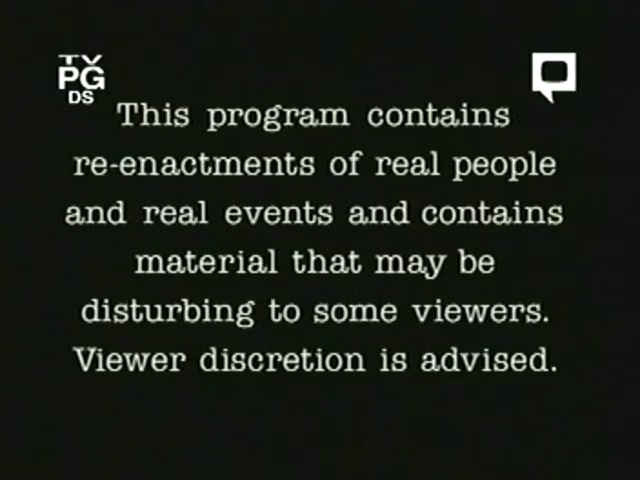 TV
PG
DS
This program contains
re-enactments of real people
and real events and contains
material that may be
disturbing to some viewers.
Viewer discretion is advised.